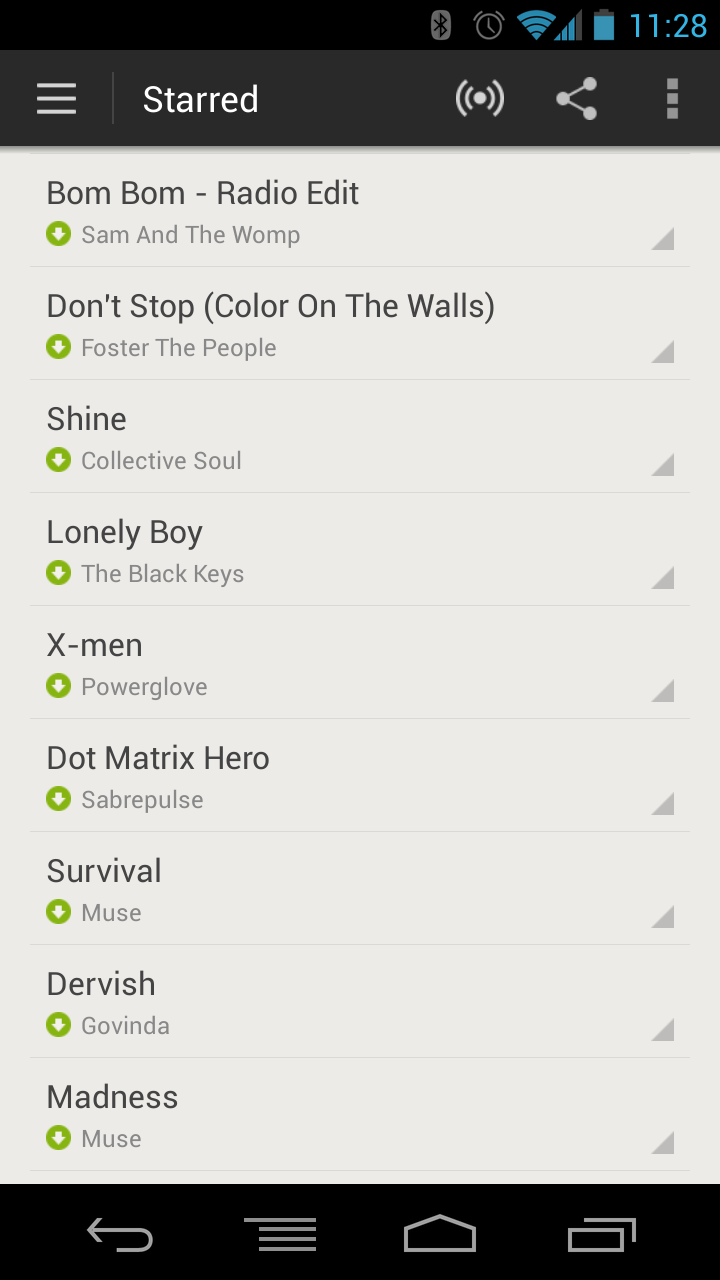 11:28
Starred
Bom Bom - Radio Edit
Sam And The Womp
Don't Stop (Color On The Walls)
Foster The People
Shine
Collective Soul
Lonely Boy
The Black Keys
X-men
Powerglove
Dot Matrix Hero
Sabrepulse
Survival
Muse
Dervish
Govinda
Madness
Muse